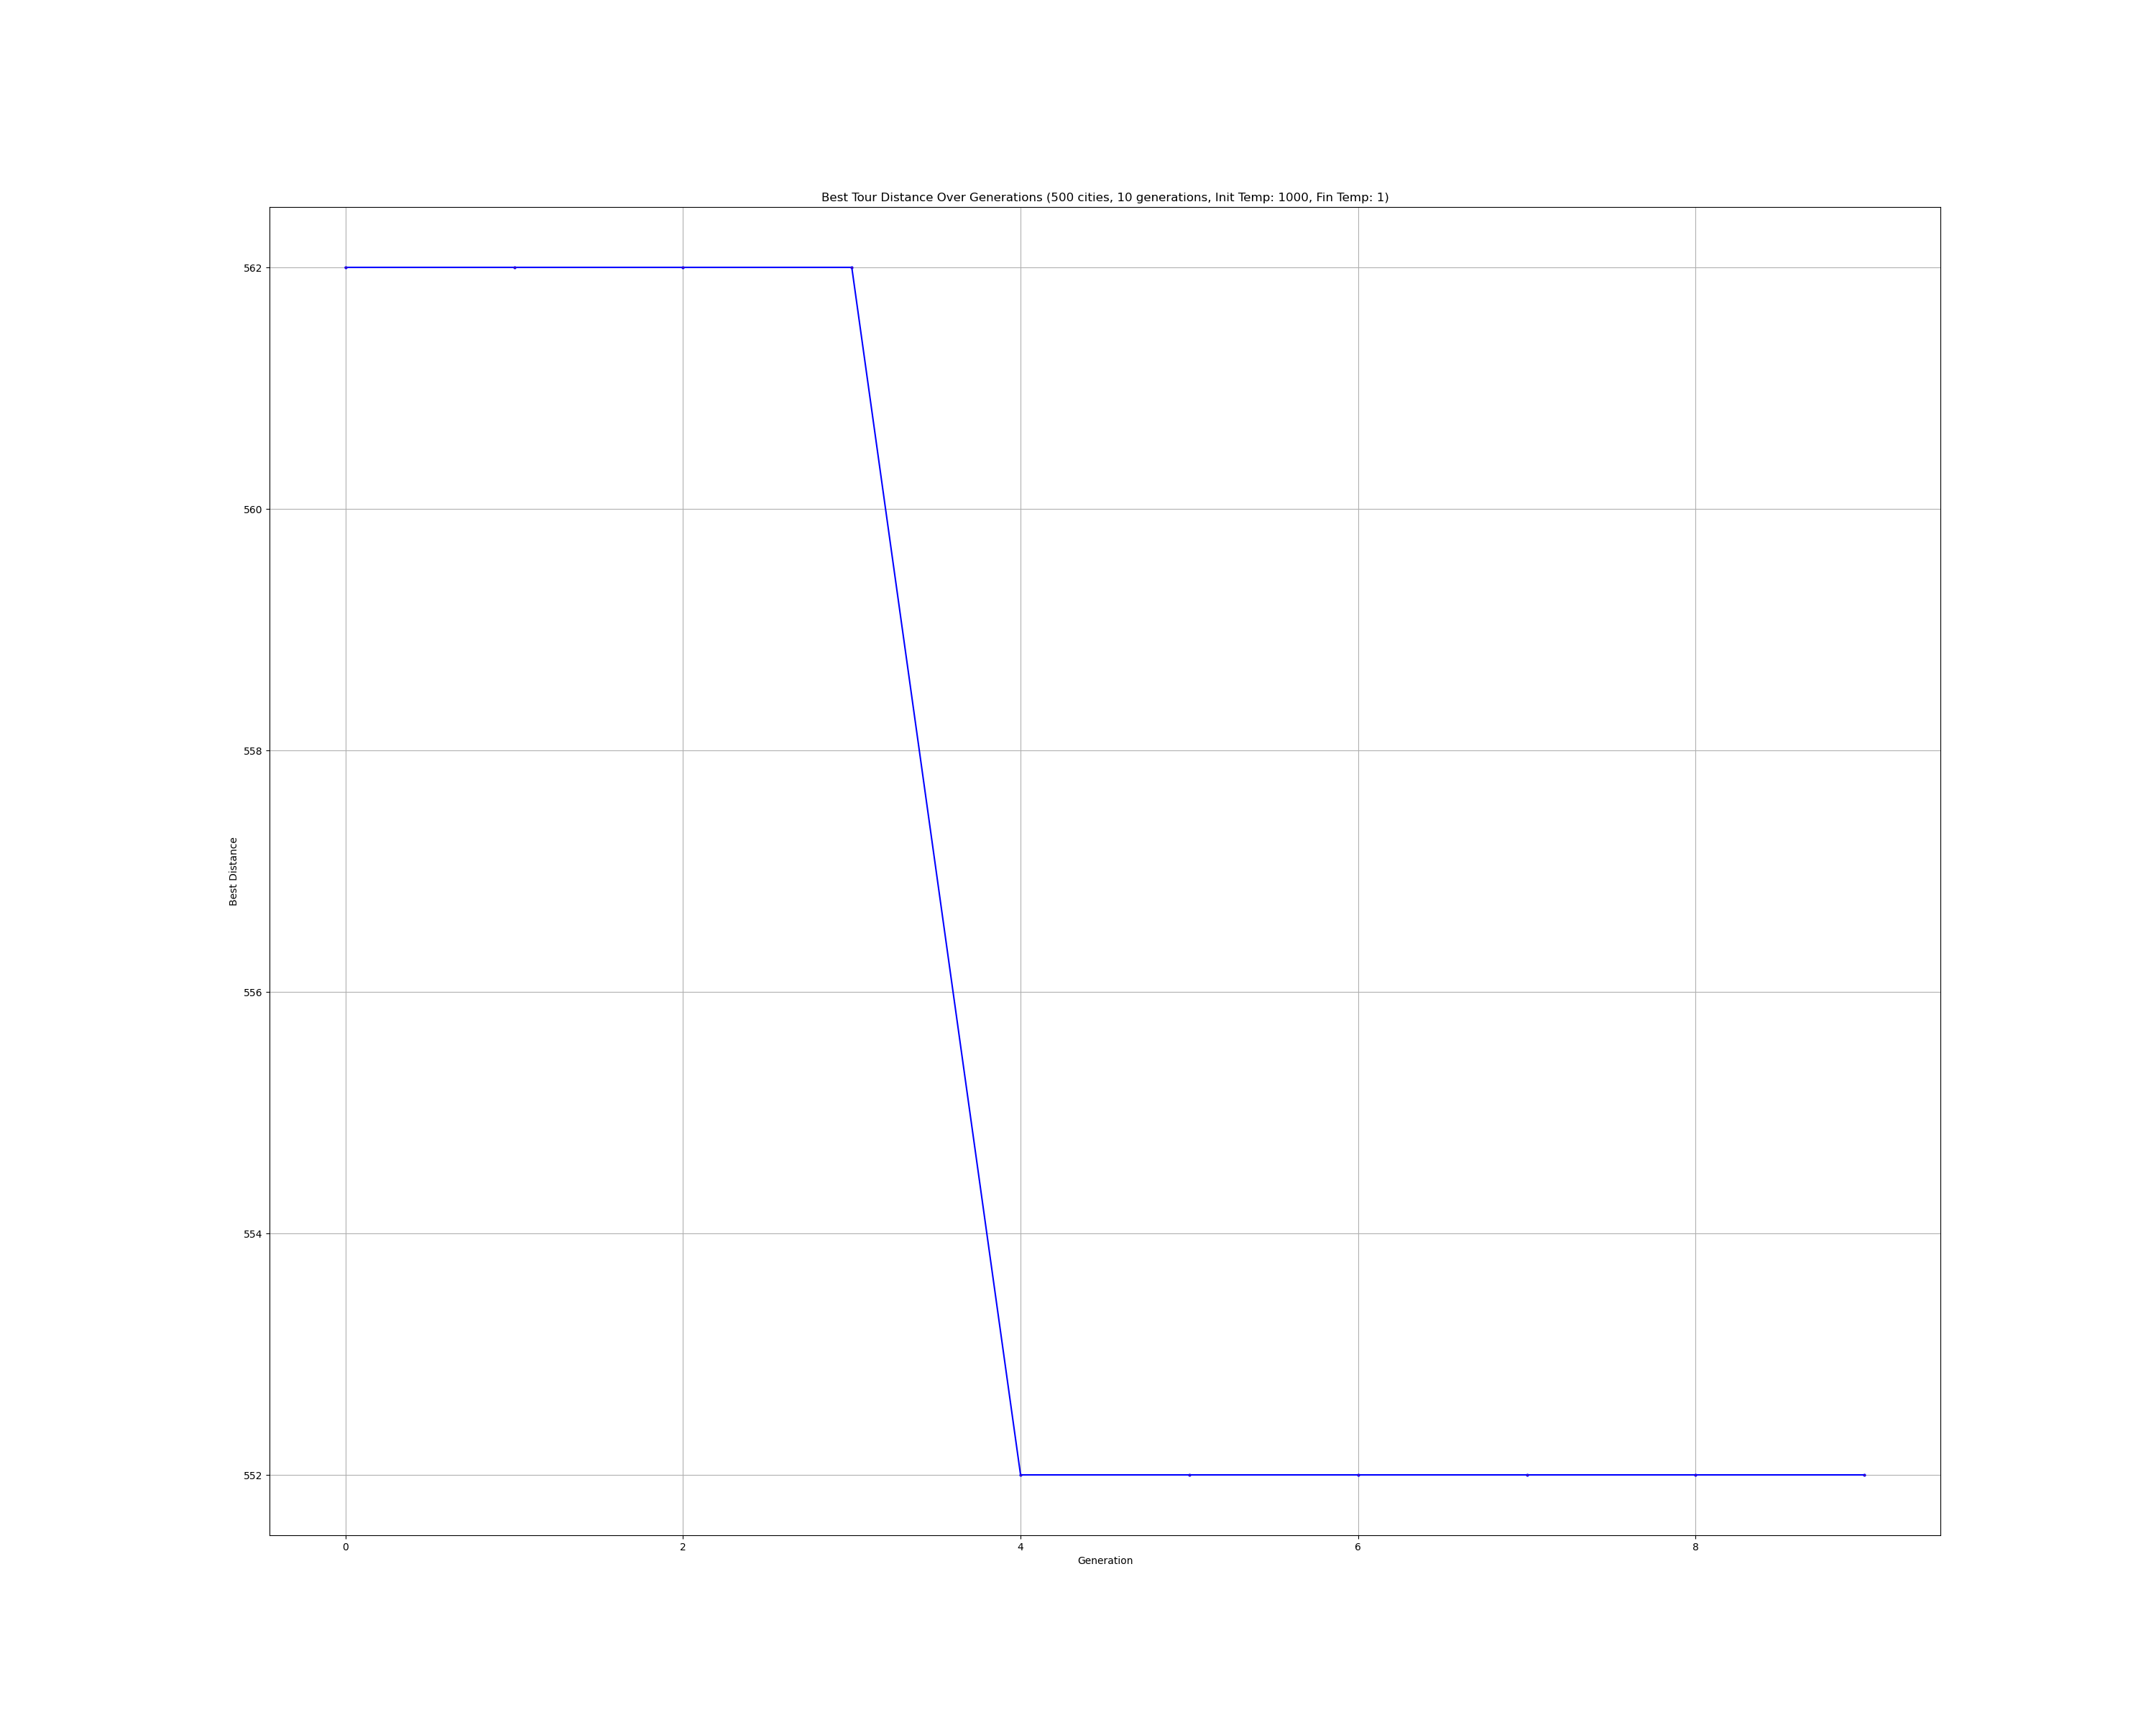 Best Tour Distance Over Generations (500 cities, 10 generations, Init Temp: 1000, Fin Temp: 1)
562
560
558
556
554
552
Best Distance
0 2 4 6 8
Generation